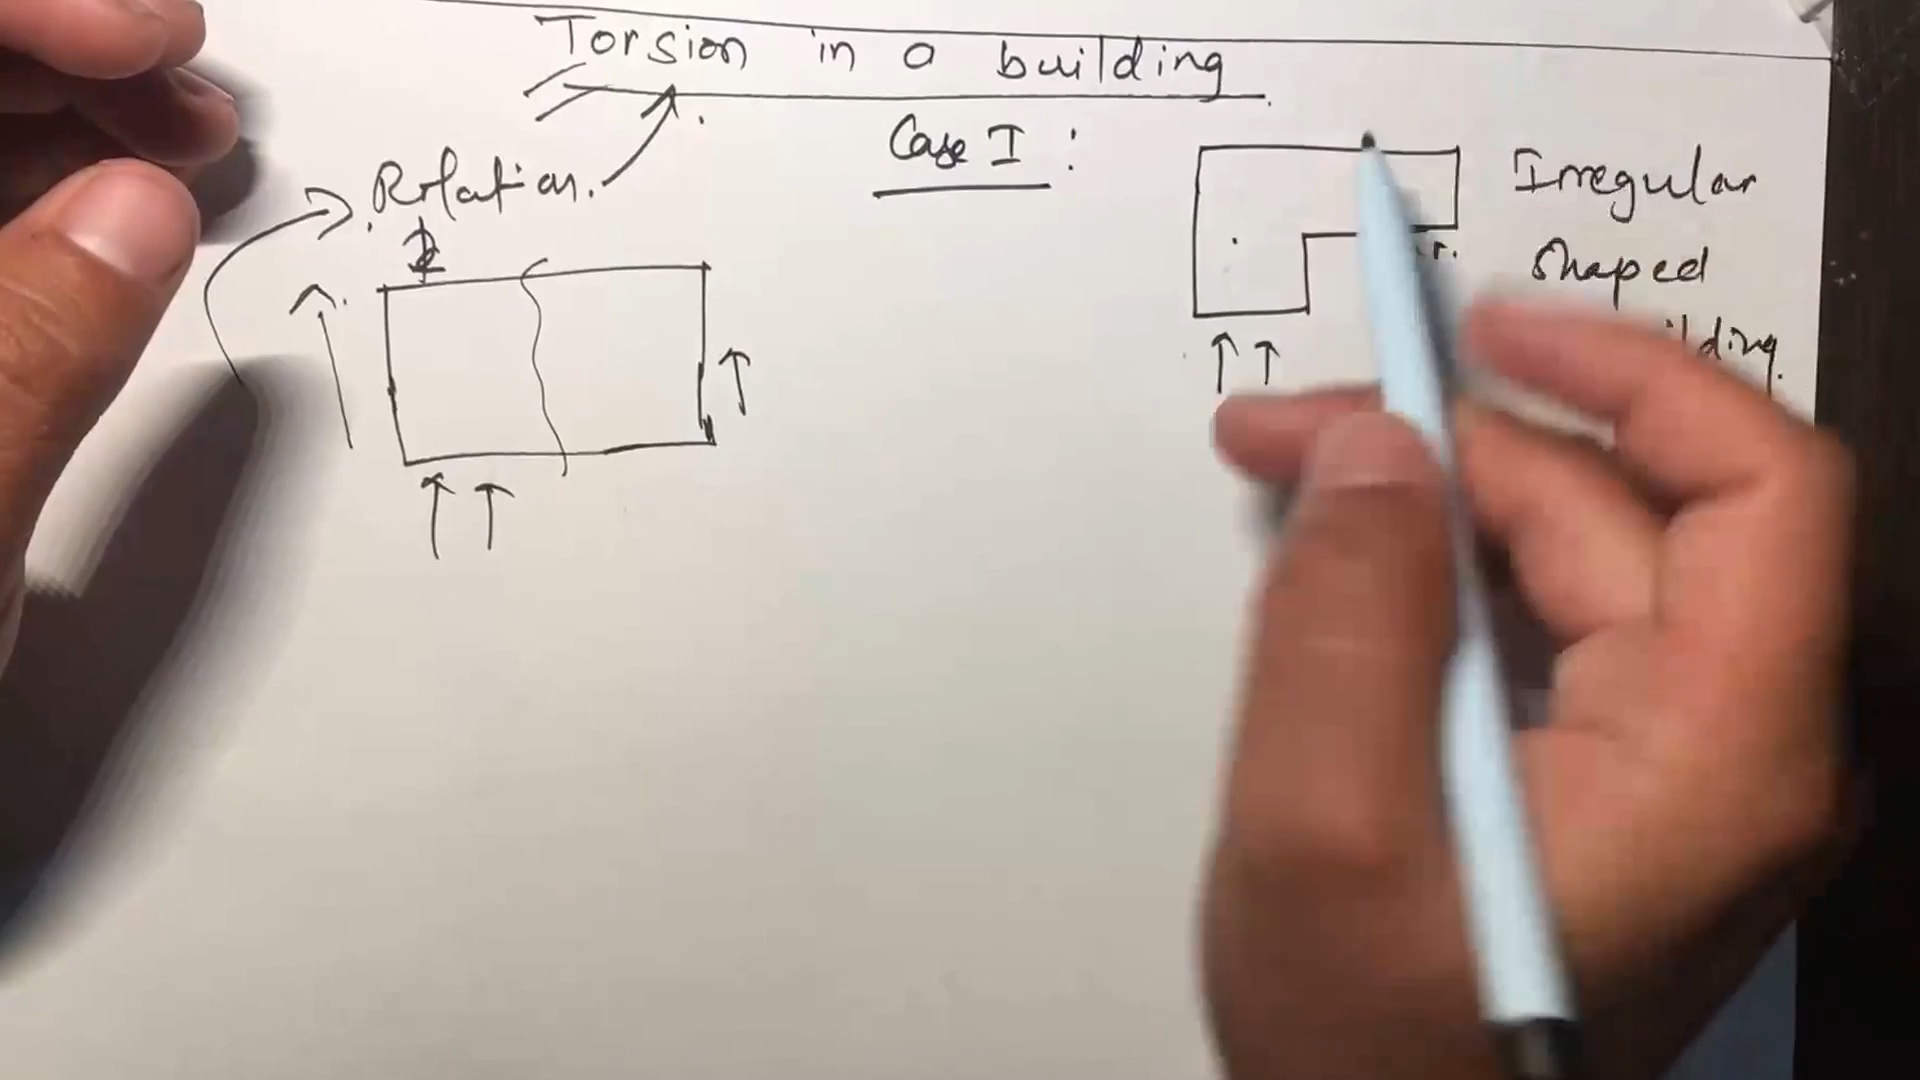 Torsion in a building
Rotation.
Case I :
Irregular
Shaped